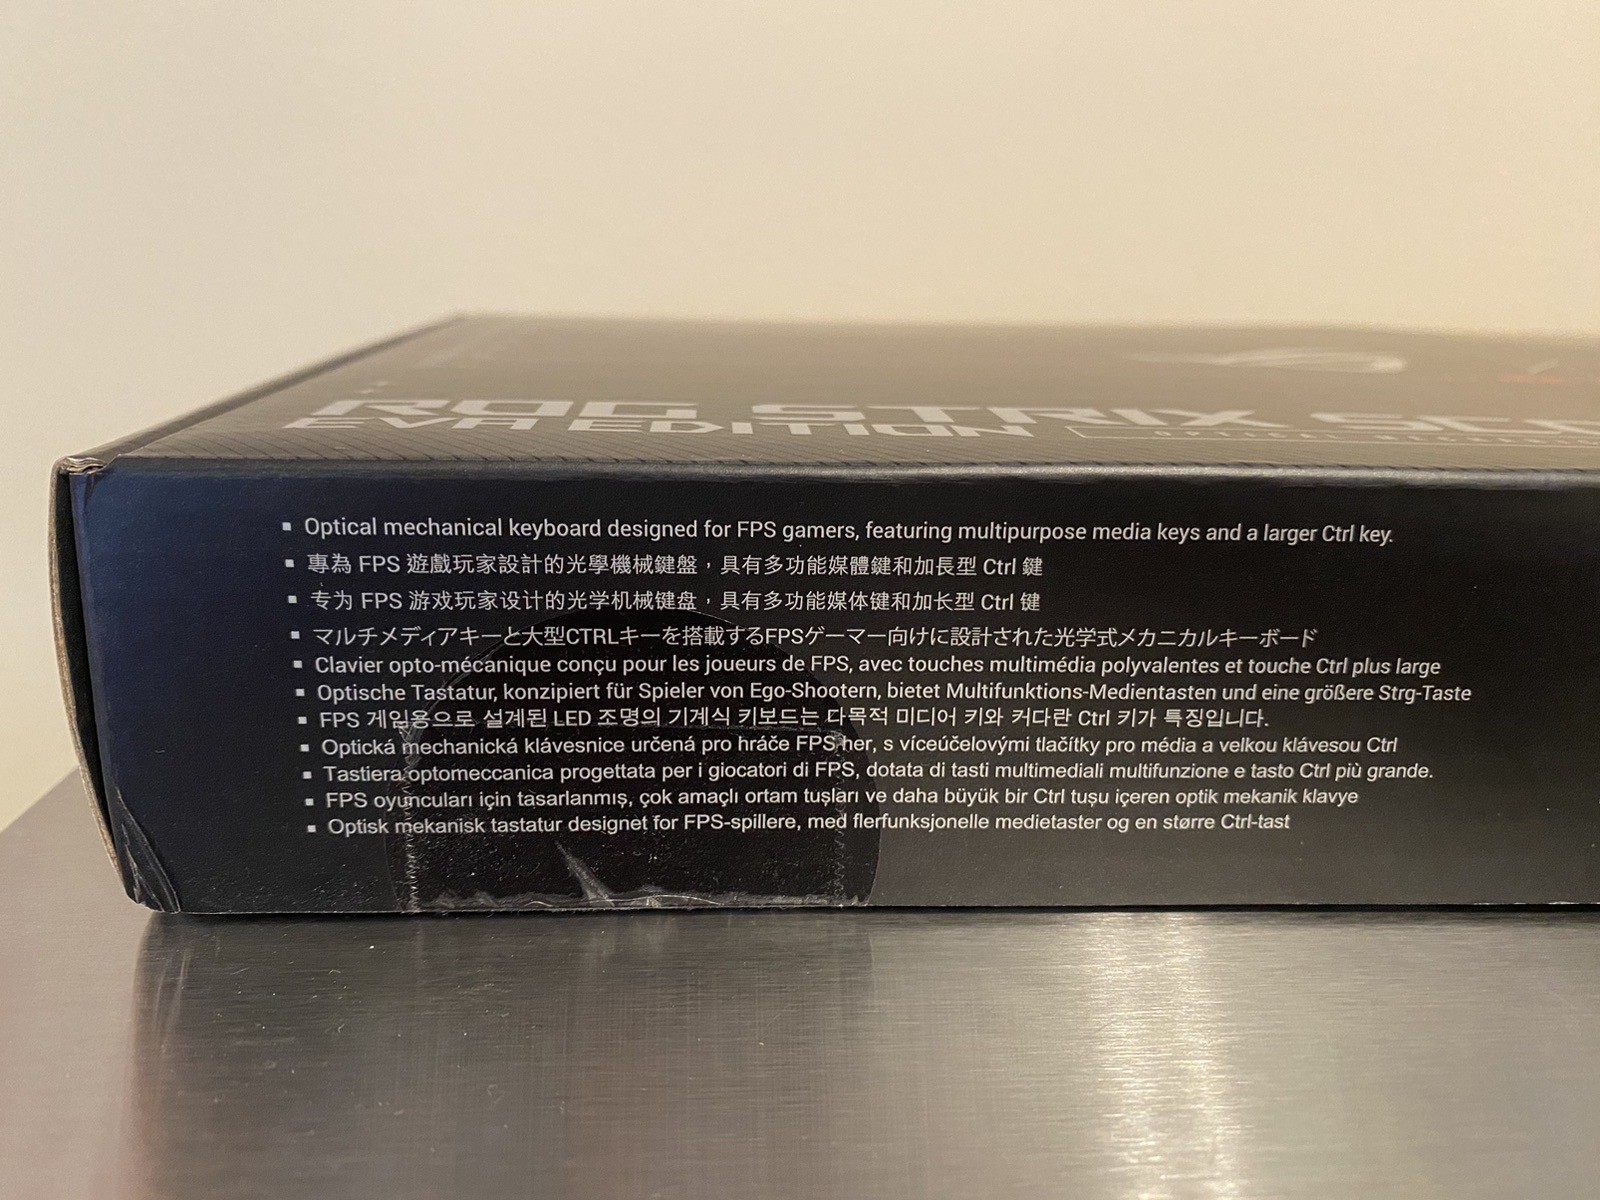 ROG STRIX
EVA EDITION
OPTICAL
Optical mechanical keyboard designed for FPS gamers, featuring multipurpose media keys and a larger Ctrl key.
專為 FPS 遊戲玩家設計的光學機械鍵盤，具有多功能媒體鍵和加長型 Ctrl 鍵
专为 FPS 游戏玩家设计的光学机械键盘，具有多功能媒体键和加长型 Ctrl 键
マルチメディアキーと大型CTRLキーを搭載するFPSゲーマー向けに設計された光学式メカニカルキーボード
Clavier opto-mécanique conçu pour les joueurs de FPS, avec touches multimédia polyvalentes et touche Ctrl plus large
Optische Tastatur, konzipiert für Spieler von Ego-Shootern, bietet Multifunktions-Medientasten und eine größere Strg-Taste
FPS 게임용으로 설계된 LED 조명의 기계식 키보드는 다목적 미디어 키와 커다란 Ctrl 키가 특징입니다.
Optická mechanická klávesnice určená pro hráče FPS her, s víceúčelovými tlačítky pro média a velkou klávesou Ctrl
Tastiera optomeccanica progettata per i giocatori di FPS, dotata di tasti multimediali multifunzione e tasto Ctrl più grande.
FPS oyuncuları için tasarlanmış, çok amaçlı ortam tuşları ve daha büyük bir Ctrl tuşu içeren optik mekanik klavye
Optisk mekanisk tastatur designet for FPS-spillere, med flerfunksjonelle medietaster og en større Ctrl-tast